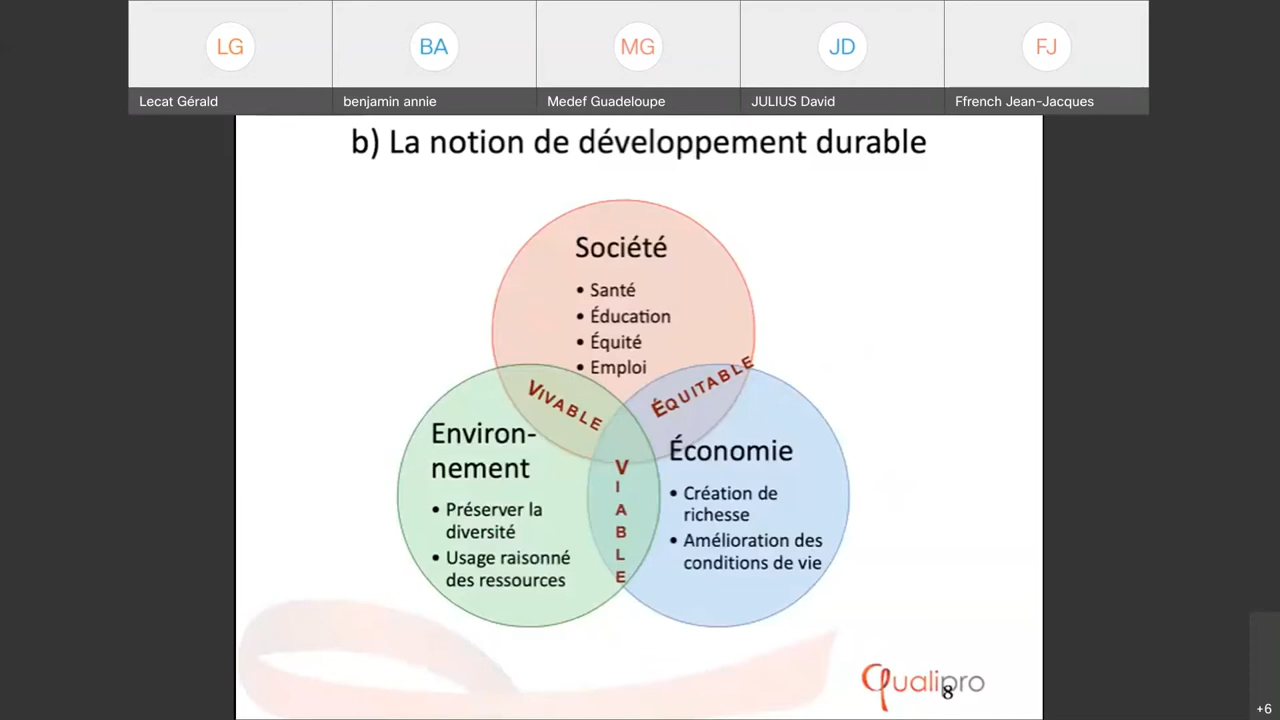 LG
BA
MG
JD
FJ
Lecat Gérald
benjamin annie
Medef Guadeloupe
JULIUS David
Ffrench Jean-Jacques
b) La notion de développement durable
Société
• Santé
• Éducation
• Équité
• Emploi
VIVABLE
ÉQUITABLE
Environ-
nement
• Préserver la
diversité
• Usage raisonné
des ressources
VIABLE
Économie
• Création de
richesse
• Amélioration des
conditions de vie
Qualipro
8
+6